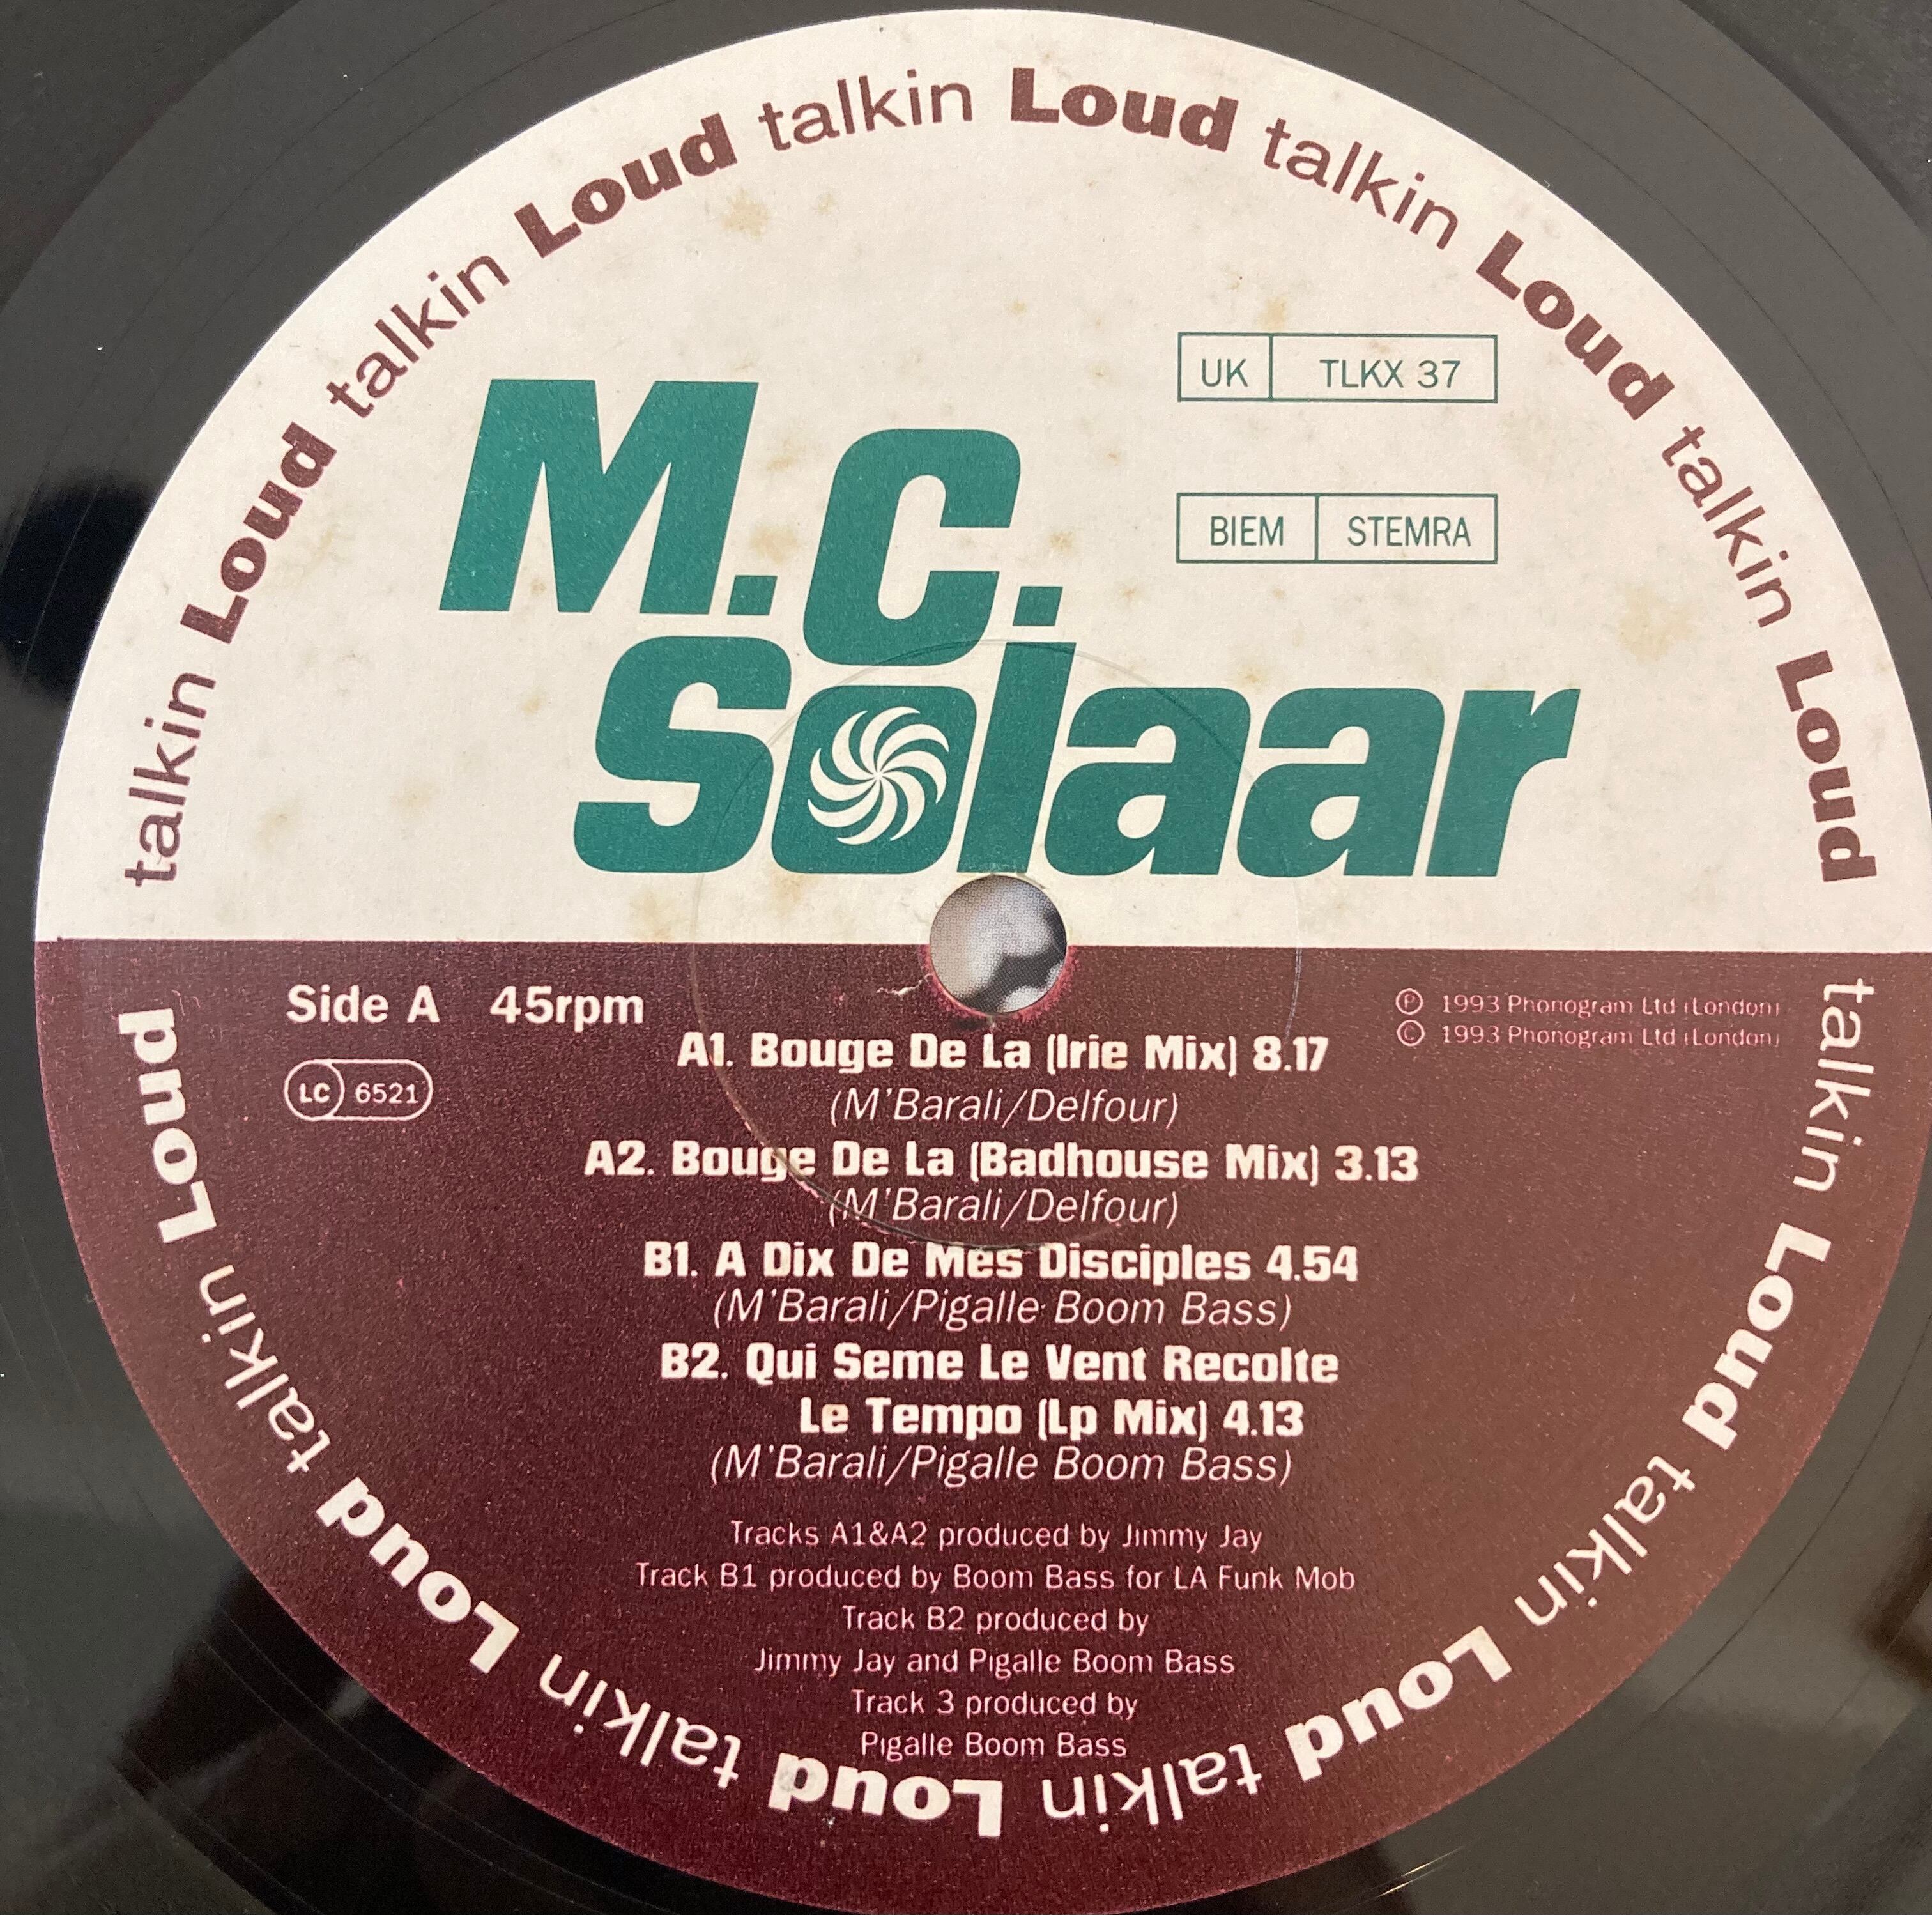 talkin Loud talkin Loud talkin Loud talkin Loud talkin Loud
UK TLKX 37
BIEM STEMRA
M.C.
Solaar
Side A 45rpm
LC 6521
℗ 1993 Phonogram Ltd (London)
© 1993 Phonogram Ltd (London)
A1. Bouge De La (Irie Mix) 8.17
(M'Barali/Delfour)
A2. Bouge De La (Badhouse Mix) 3.13
(M'Barali/Delfour)
B1. A Dix De Mes Disciples 4.54
(M'Barali/Pigalle Boom Bass)
B2. Qui Seme Le Vent Recolte
Le Tempo (Lp Mix) 4.13
(M'Barali/Pigalle Boom Bass)
Tracks A1&A2 produced by Jimmy Jay
Track B1 produced by Boom Bass for LA Funk Mob
Track B2 produced by
Jimmy Jay and Pigalle Boom Bass
Track 3 produced by
Pigalle Boom Bass
talkin Loud talkin Loud talkin Loud talkin Loud talkin Loud